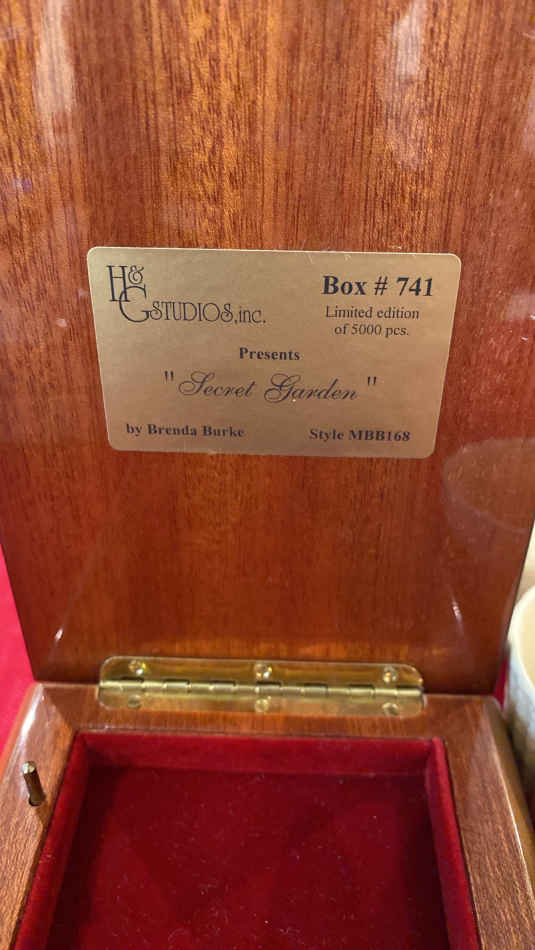 H&G STUDIOS, inc.
Box # 741
Limited edition
of 5000 pcs.
Presents
"Secret Garden"
by Brenda Burke
Style MBB168